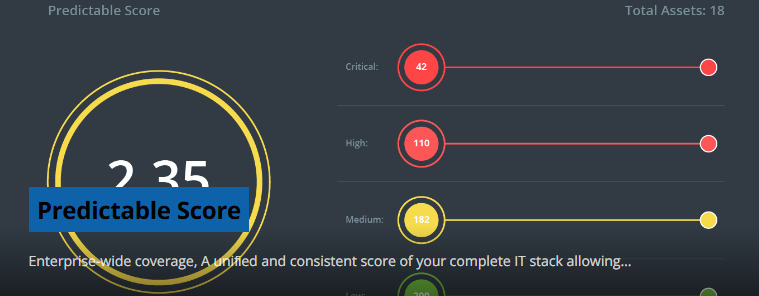 Predictable Score
Total Assets: 18
Critical:
42
High:
110
2.35
Predictable Score
Medium:
182
Enterprise-wide coverage, A unified and consistent score of your complete IT stack allowing...
Low: